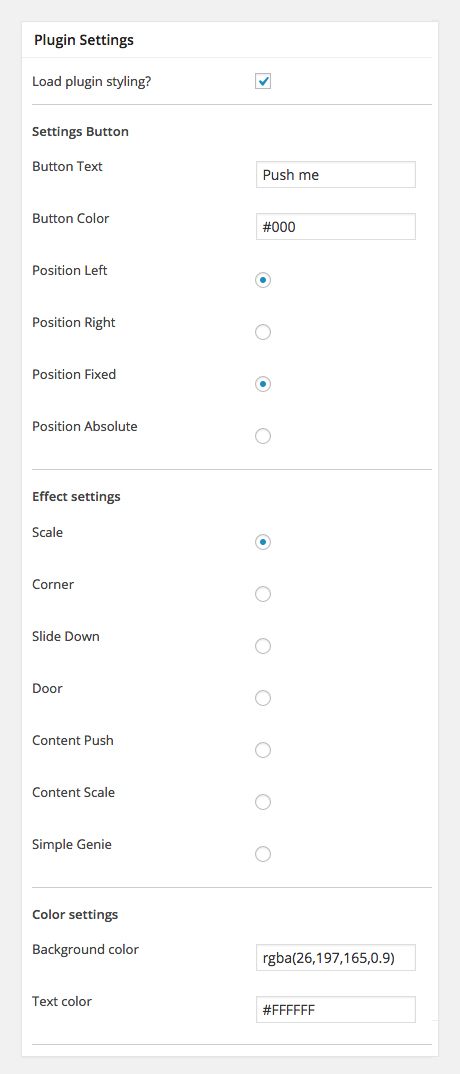 Plugin Settings
Load plugin styling?
Settings Button
Button Text
Push me
Button Color
#000
Position Left
Position Right
Position Fixed
Position Absolute
Effect settings
Scale
Corner
Slide Down
Door
Content Push
Content Scale
Simple Genie
Color settings
Background color
rgba(26,197,165,0.9)
Text color
#FFFFFF